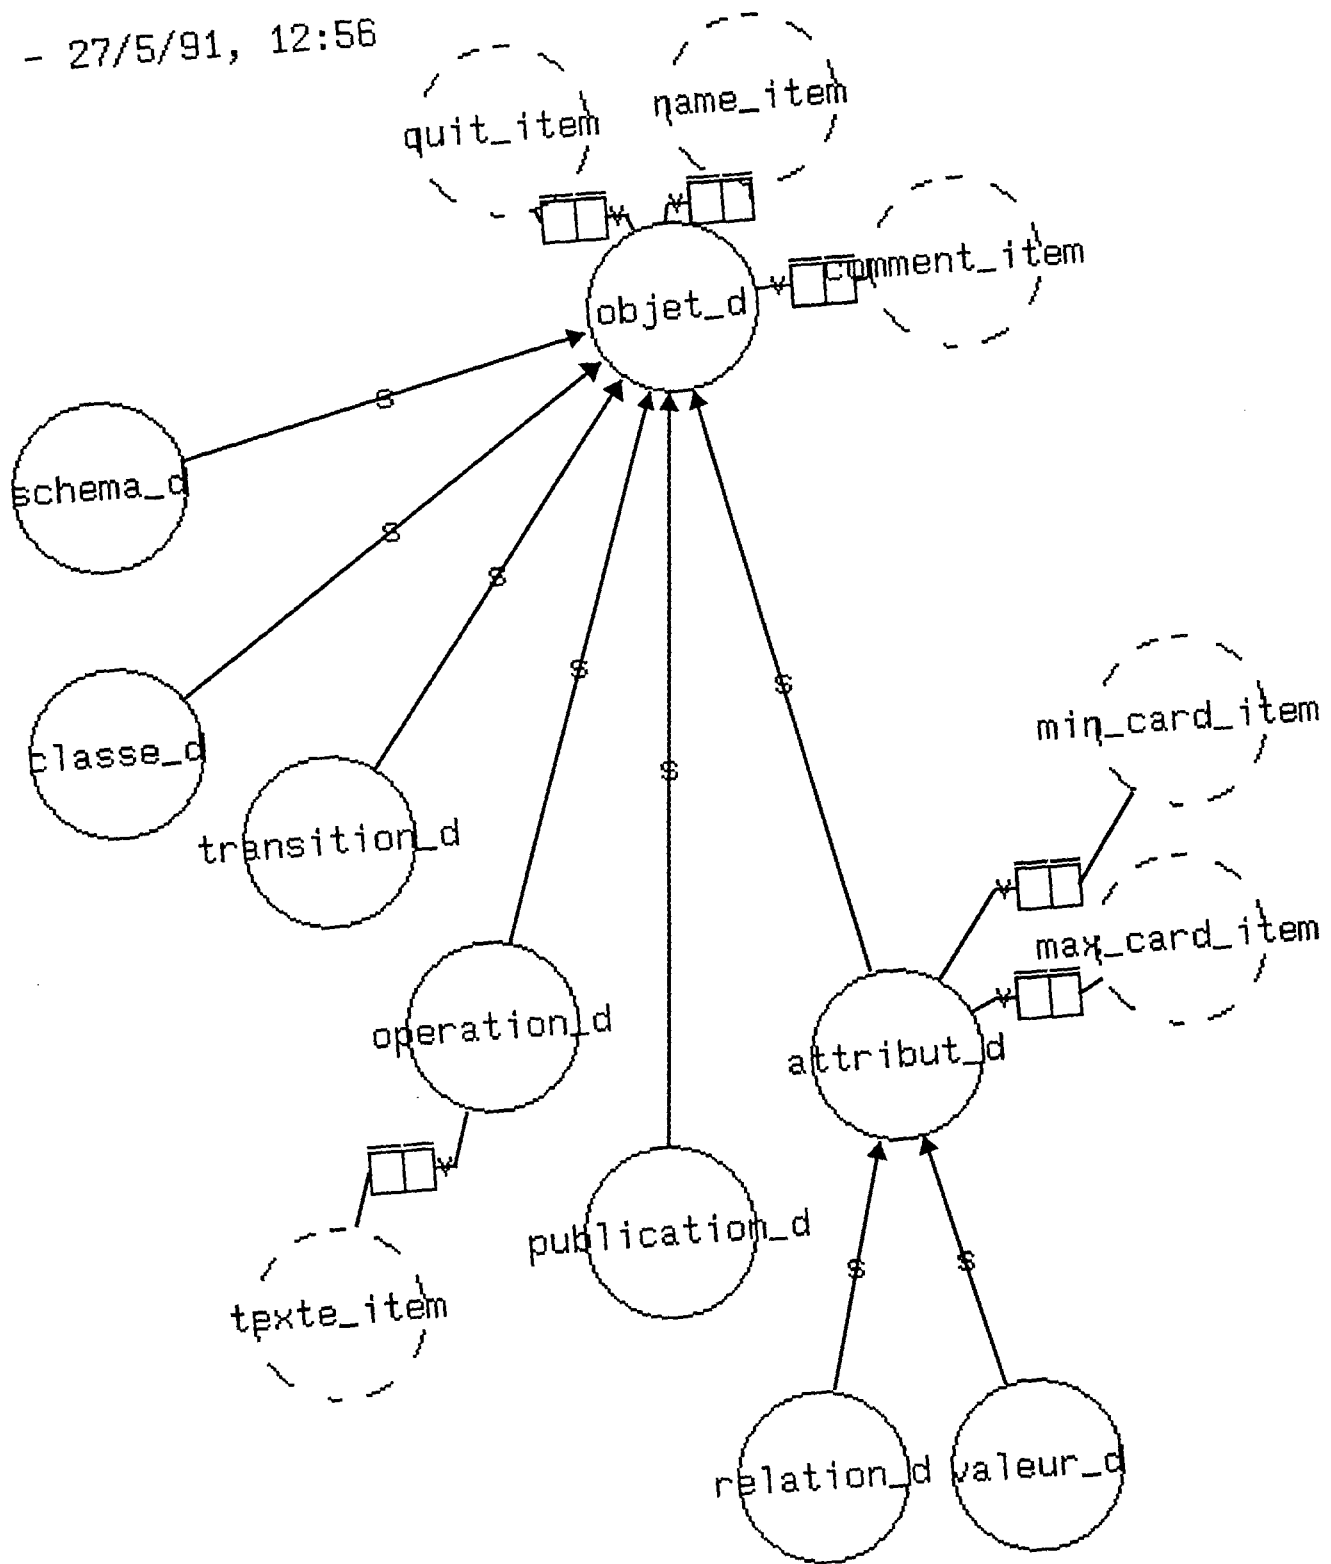 - 27/5/91, 12:56
name_item
quit_item
comment_item
objet_d
S
schema_d
S
S
S
S
min_card_item
classe_d
S
transition_d
max_card_item
operation_d
attribut_d
publication_d
S
S
texte_item
relation_d
valeur_d